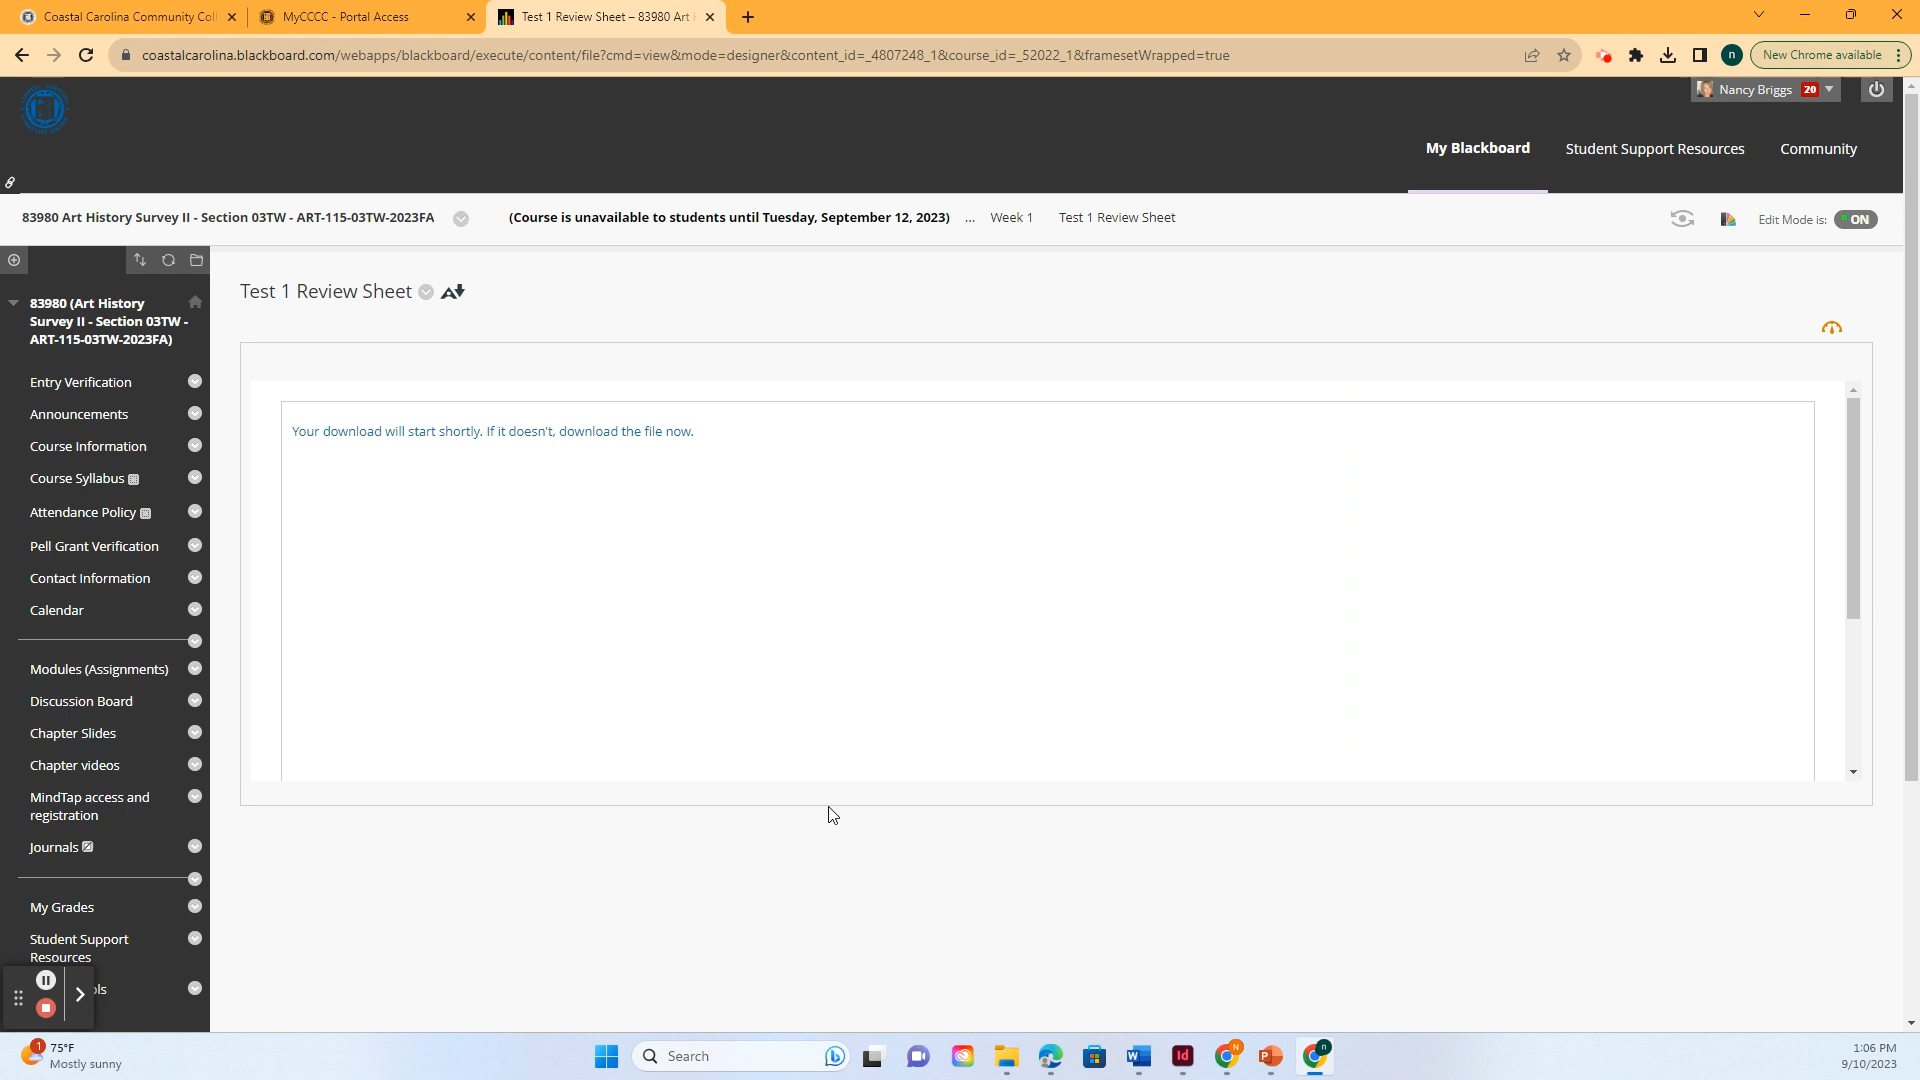 Coastal Carolina Community Coll
MyCCCC - Portal Access
Test 1 Review Sheet – 83980 Art H
coastalcarolina.blackboard.com/webapps/blackboard/execute/content/file?cmd=view&mode=designer&content_id=_4807248_1&course_id=_52022_1&framesetWrapped=true
n
New Chrome available
Nancy Briggs 20
My Blackboard
Student Support Resources
Community
83980 Art History Survey II - Section 03TW - ART-115-03TW-2023FA
(Course is unavailable to students until Tuesday, September 12, 2023)
...
Week 1
Test 1 Review Sheet
Edit Mode is: ON
83980 (Art History
Survey II - Section 03TW -
ART-115-03TW-2023FA)
Test 1 Review Sheet
Your download will start shortly. If it doesn't, download the file now.
Entry Verification
Announcements
Course Information
Course Syllabus
Attendance Policy
Pell Grant Verification
Contact Information
Calendar
Modules (Assignments)
Discussion Board
Chapter Slides
Chapter videos
MindTap access and
registration
Journals
My Grades
Student Support
Resources
ols
1
75°F
Mostly sunny
Search
1:06 PM
9/10/2023